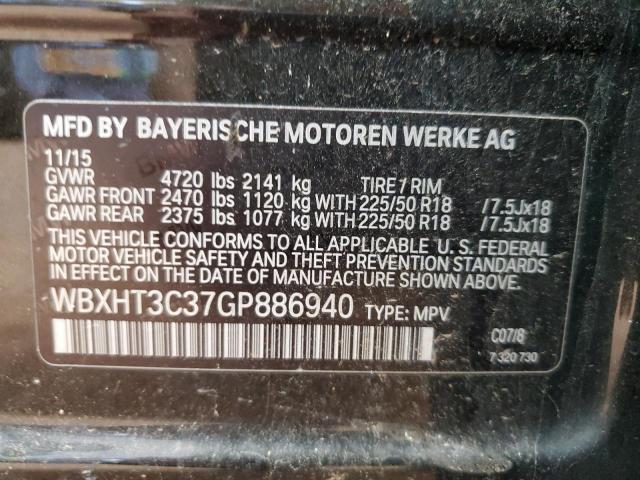 MFD BY BAYERISCHE MOTOREN WERKE AG
11/15
GVWR 4720 lbs 2141 kg TIRE / RIM
GAWR FRONT 2470 lbs 1120 kg WITH 225/50 R18 /7.5Jx18
GAWR REAR 2375 lbs 1077 kg WITH 225/50 R18 /7.5Jx18
THIS VEHICLE CONFORMS TO ALL APPLICABLE U. S. FEDERAL
MOTOR VEHICLE SAFETY, BUMPER, AND THEFT PREVENTION
STANDARDS IN EFFECT ON THE DATE OF MANUFACTURE SHOWN ABOVE.
WBXHT3C37GP886940 TYPE: MPV
C07/8
7 320 730